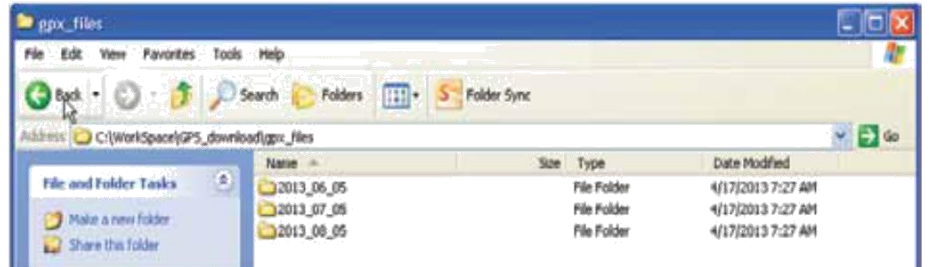 gpx_files
File Edit View Favorites Tools Help
Back Search Folders Folder Sync
Address C:\WorkSpace\GPS_download\gpx_files Go
Name Size Type Date Modified
File and Folder Tasks
2013_06_05 File Folder 4/17/2013 7:27 AM
Make a new folder
2013_07_05 File Folder 4/17/2013 7:27 AM
Share this folder
2013_08_05 File Folder 4/17/2013 7:27 AM